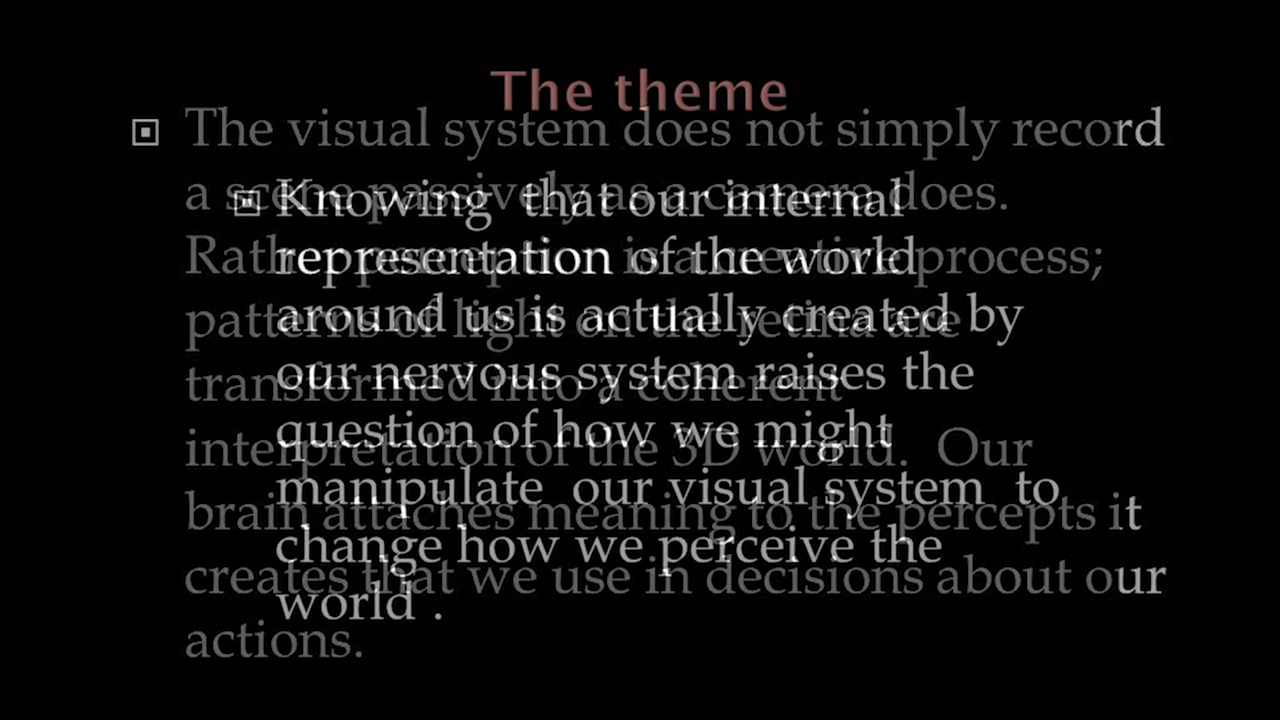 The theme
The visual system does not simply record
a scene passively as a camera does.
Rather perception is a creative process;
patterns of light on the retina are
transformed into a coherent
interpretation of the 3D world. Our
brain attaches meaning to the percepts it
creates that we use in decisions about our
actions.
Knowing that our internal
representation of the world
around us is actually created by
our nervous system raises the
question of how we might
manipulate our visual system to
change how we perceive the
world .